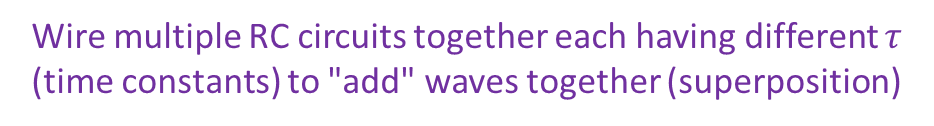 Wire multiple RC circuits together each having different τ
(time constants) to "add" waves together (superposition)